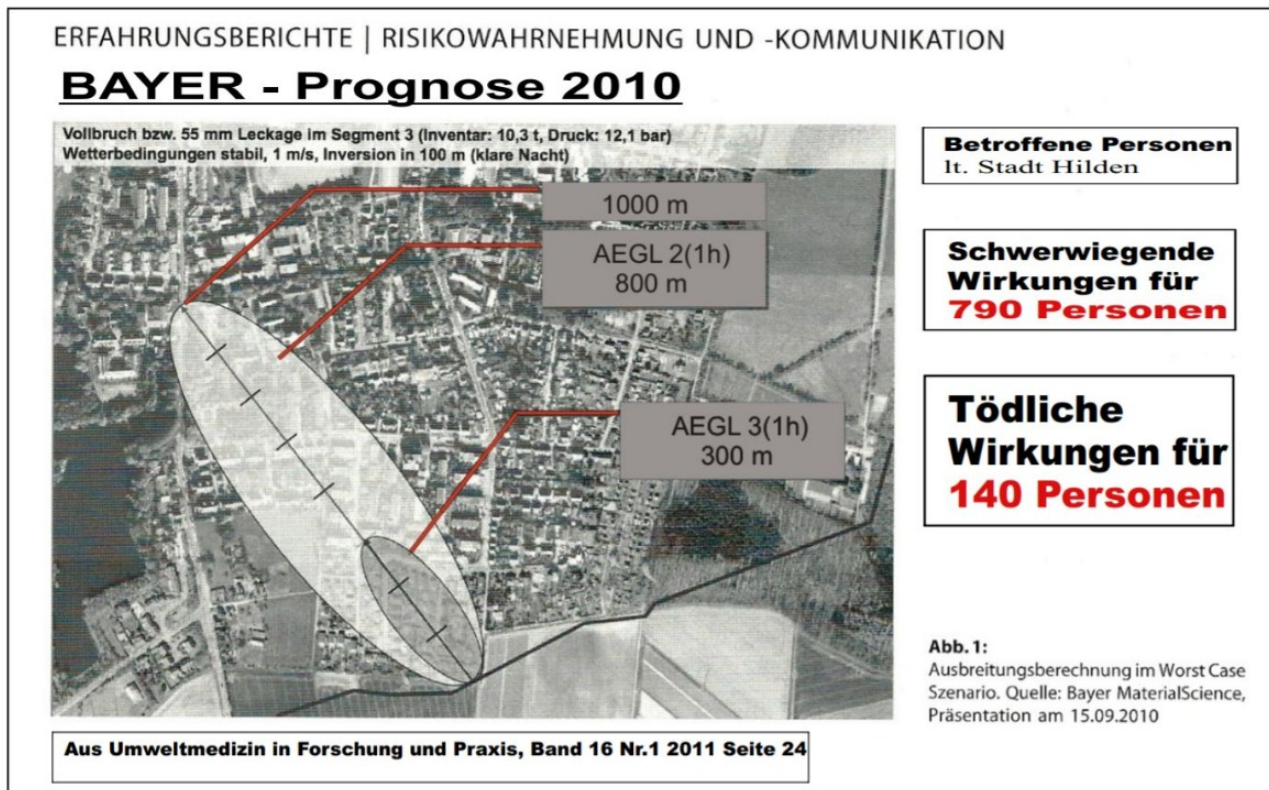 ERFAHRUNGSBERICHTE | RISIKOWAHRNEHMUNG UND -KOMMUNIKATION
BAYER - Prognose 2010
Vollbruch bzw. 55 mm Leckage im Segment 3 (Inventar: 10,3 t, Druck: 12,1 bar)
Wetterbedingungen stabil, 1 m/s, Inversion in 100 m (klare Nacht)
1000 m
AEGL 2(1h)
800 m
AEGL 3(1h)
300 m
Betroffene Personen
lt. Stadt Hilden
Schwerwiegende
Wirkungen für
790 Personen
Tödliche
Wirkungen für
140 Personen
Abb. 1:
Ausbreitungsberechnung im Worst Case
Szenario. Quelle: Bayer MaterialScience,
Präsentation am 15.09.2010
Aus Umweltmedizin in Forschung und Praxis, Band 16 Nr.1 2011 Seite 24